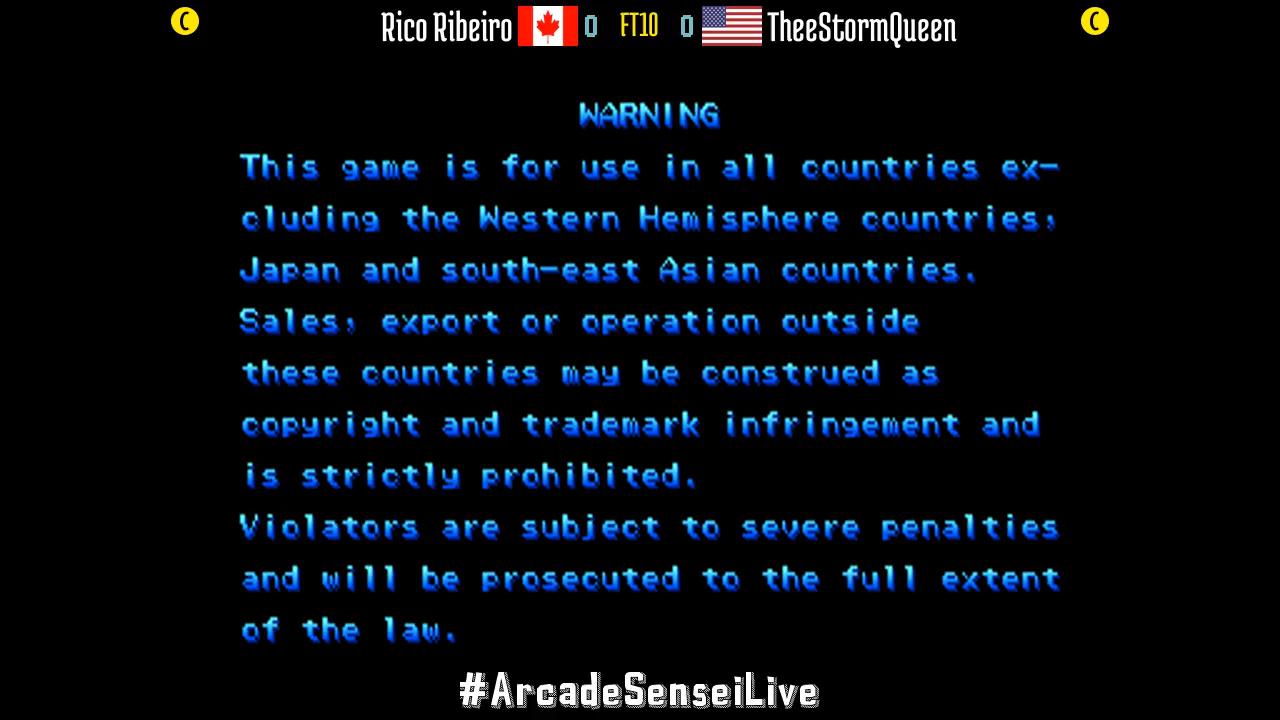 C Rico Ribeiro 0 FT10 0 TheeStormQueen C
WARNING
This game is for use in all countries ex-
cluding the Western Hemisphere countries,
Japan and south-east Asian countries.
Sales, export or operation outside
these countries may be construed as
copyright and trademark infringement and
is strictly prohibited.
Violators are subject to severe penalties
and will be prosecuted to the full extent
of the law.
#ArcadeSenseiLive